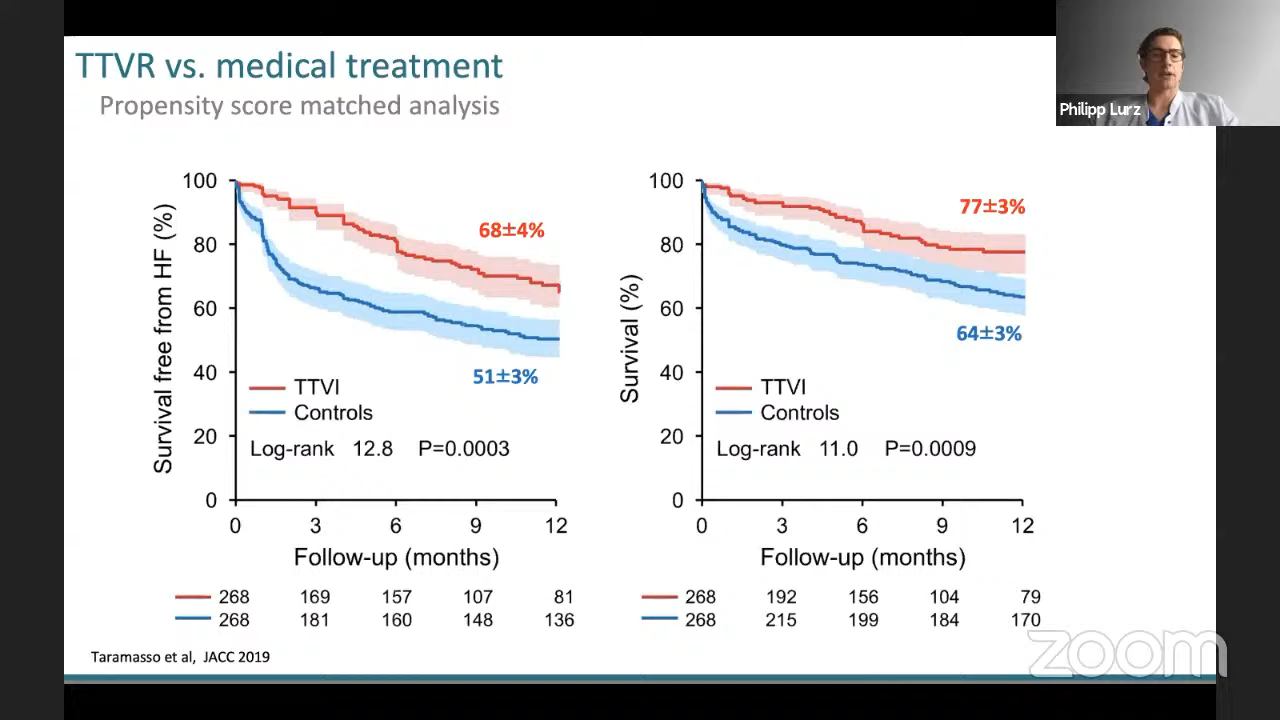 TTVR vs. medical treatment
Propensity score matched analysis
Philipp Lurz
Survival free from HF (%)
100
80
60
40
20
0
68±4%
51±3%
TTVI
Controls
Log-rank 12.8 P=0.0003
0 3 6 9 12
Follow-up (months)
268 169 157 107 81
268 181 160 148 136
Survival (%)
100
80
60
40
20
0
77±3%
64±3%
TTVI
Controls
Log-rank 11.0 P=0.0009
0 3 6 9 12
Follow-up (months)
268 192 156 104 79
268 215 199 184 170
Taramasso et al, JACC 2019
zoom